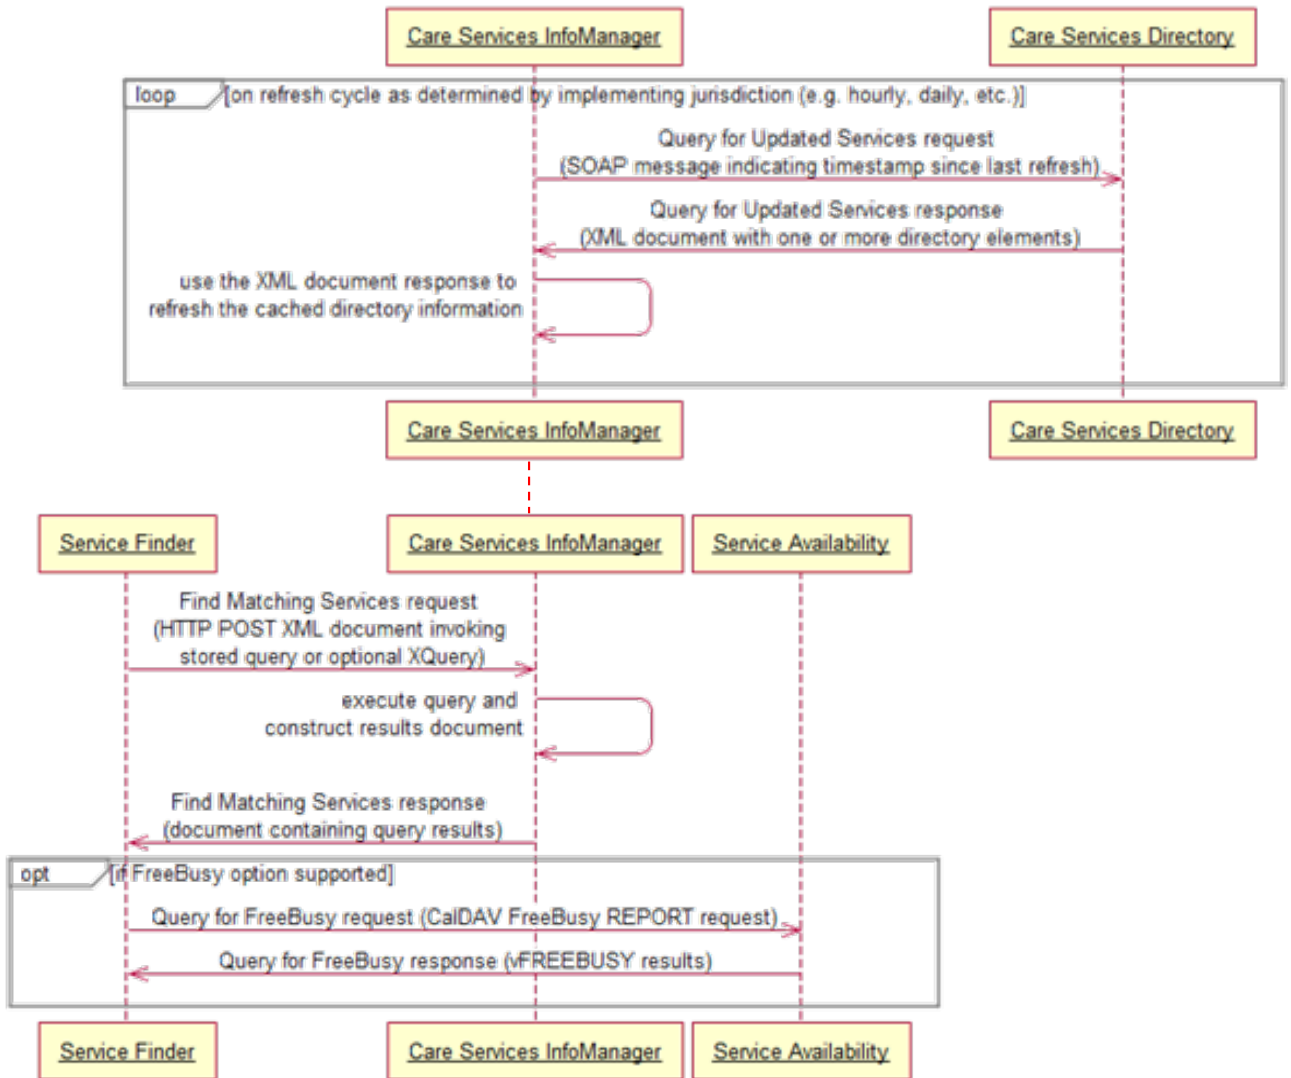 Care Services InfoManager
Care Services Directory
loop
[on refresh cycle as determined by implementing jurisdiction (e.g. hourly, daily, etc.)]
Query for Updated Services request
(SOAP message indicating timestamp since last refresh)
Query for Updated Services response
(XML document with one or more directory elements)
use the XML document response to
refresh the cached directory information
Care Services InfoManager
Care Services Directory
Service Finder
Care Services InfoManager
Service Availability
Find Matching Services request
(HTTP POST XML document invoking
stored query or optional XQuery)
execute query and
construct results document
Find Matching Services response
(document containing query results)
opt
[if FreeBusy option supported]
Query for FreeBusy request (CalDAV FreeBusy REPORT request)
Query for FreeBusy response (vFREEBUSY results)
Service Finder
Care Services InfoManager
Service Availability